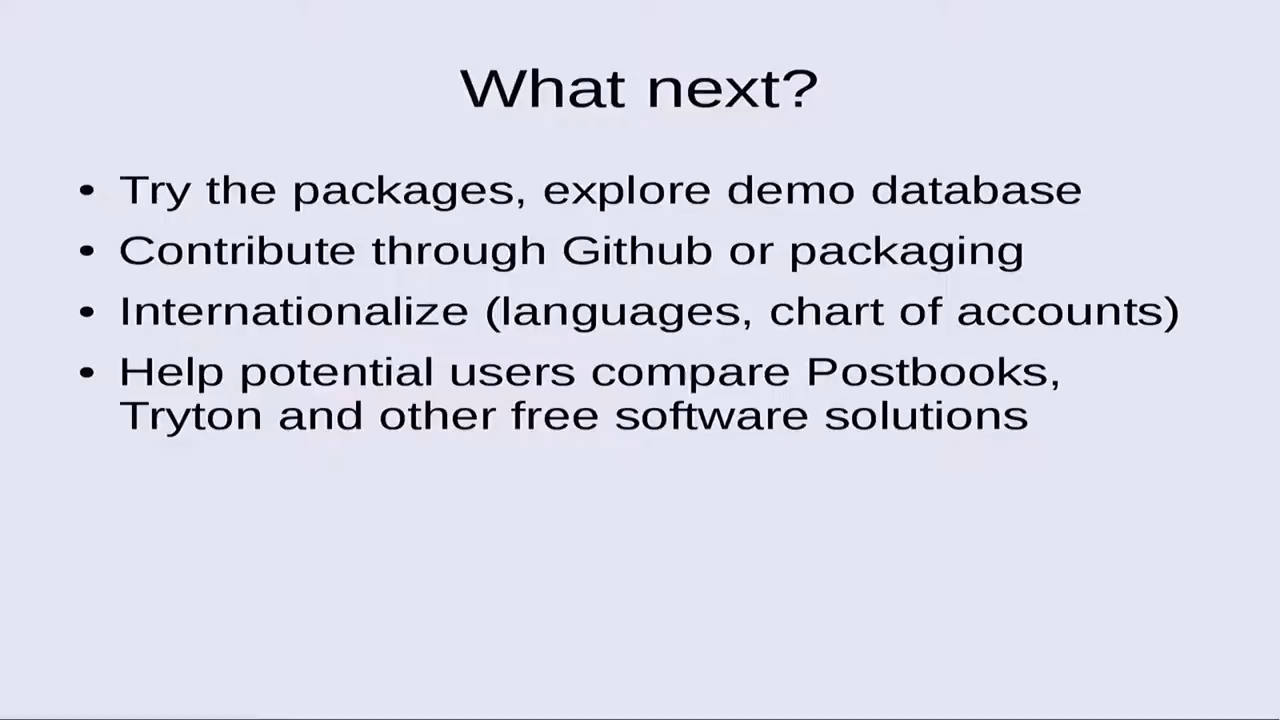 What next?
• Try the packages, explore demo database
• Contribute through Github or packaging
• Internationalize (languages, chart of accounts)
• Help potential users compare Postbooks,
Tryton and other free software solutions